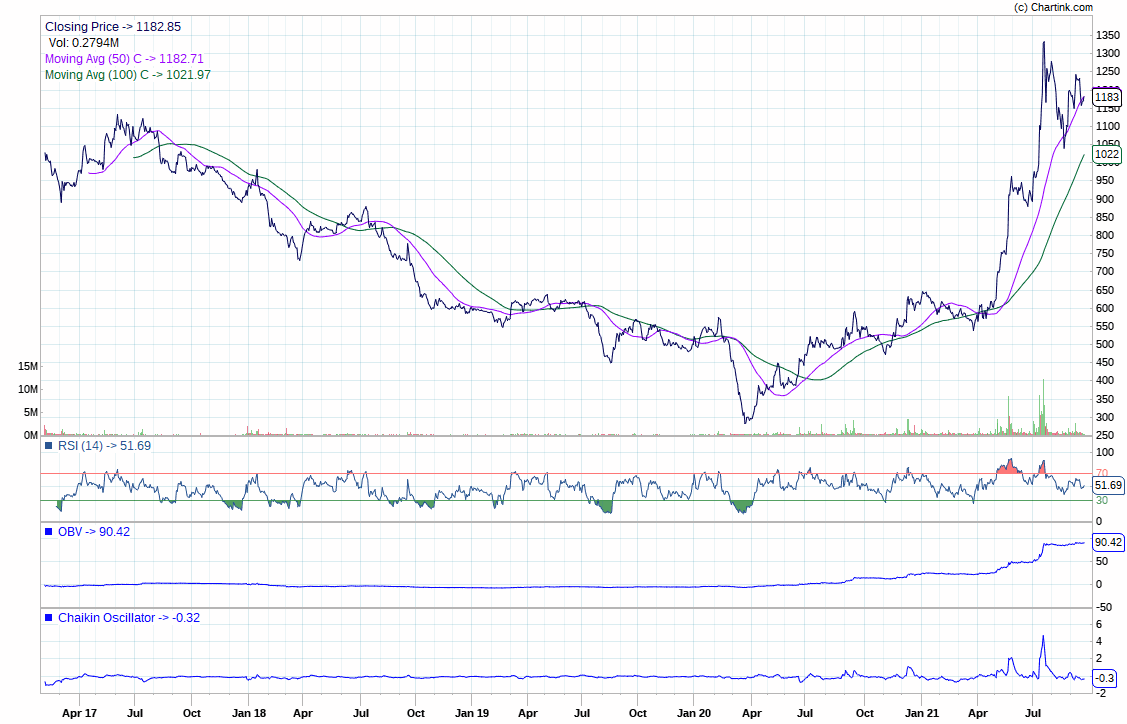 (c) Chartink.com
Closing Price -> 1182.85
Vol: 0.2794M
Moving Avg (50) C -> 1182.71
Moving Avg (100) C -> 1021.97
1350
1300
1250
1183
1150
1100
1050
1022
950
900
850
800
750
700
650
600
550
500
450
400
350
300
250
15M
10M
5M
0M
RSI (14) -> 51.69
100
70
51.69
30
0
OBV -> 90.42
90.42
50
0
-50
Chaikin Oscillator -> -0.32
6
4
2
-0.3
-2
Apr 17 Jul Oct Jan 18 Apr Jul Oct Jan 19 Apr Jul Oct Jan 20 Apr Jul Oct Jan 21 Apr Jul